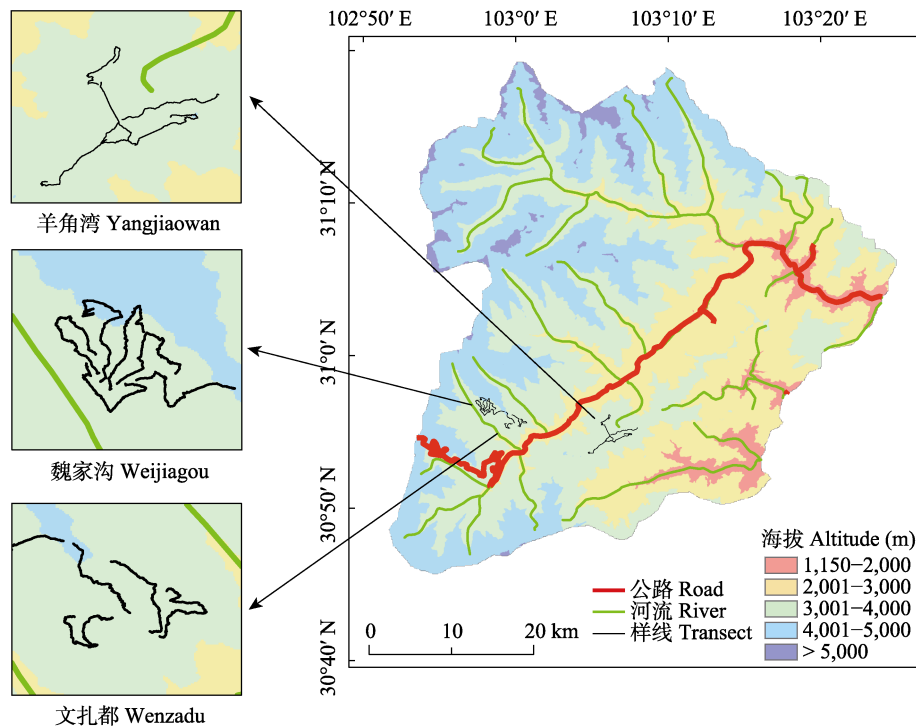 102°50′ E
103°0′ E
103°10′ E
103°20′ E
31°10′ N
31°0′ N
30°50′ N
30°40′ N
羊角湾 Yangjiaowan
魏家沟 Weijiagou
文扎都 Wenzadu
公路 Road
河流 River
样线 Transect
0 10 20 km
海拔 Altitude (m)
1,150−2,000
2,001−3,000
3,001−4,000
4,001−5,000
> 5,000